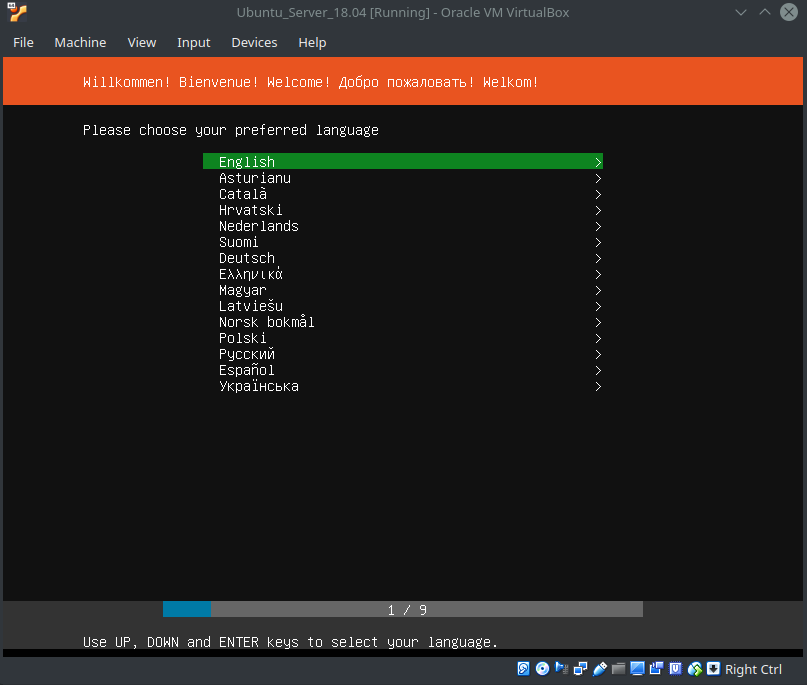 Ubuntu_Server_18.04 [Running] - Oracle VM VirtualBox
File Machine View Input Devices Help
Willkommen! Bienvenue! Welcome! Добро пожаловать! Welkom!
Please choose your preferred language
English >
Asturianu >
Català >
Hrvatski >
Nederlands >
Suomi >
Deutsch >
Ελληνικά >
Magyar >
Latviešu >
Norsk bokmål >
Polski >
Русский >
Español >
Українська >
1 / 9
Use UP, DOWN and ENTER keys to select your language.
Right Ctrl